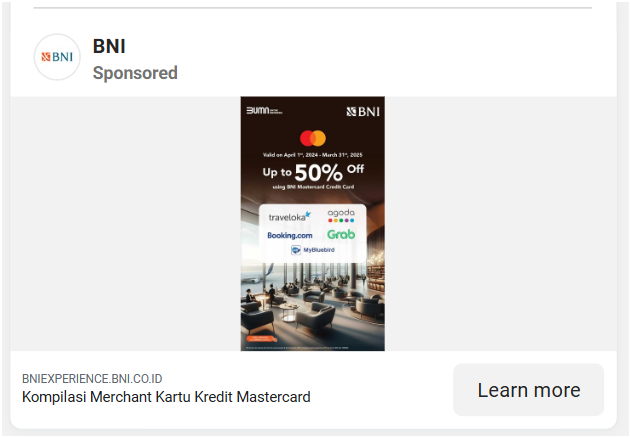 BNI
BNI
Sponsored
BUMN
BNI
Valid on April 1st, 2024 - March 31st, 2025
Up to 50% Off
using BNI Mastercard Credit Card
traveloka
agoda
Booking.com
Grab
MyBluebird
BNIEXPERIENCE.BNI.CO.ID
Kompilasi Merchant Kartu Kredit Mastercard
Learn more